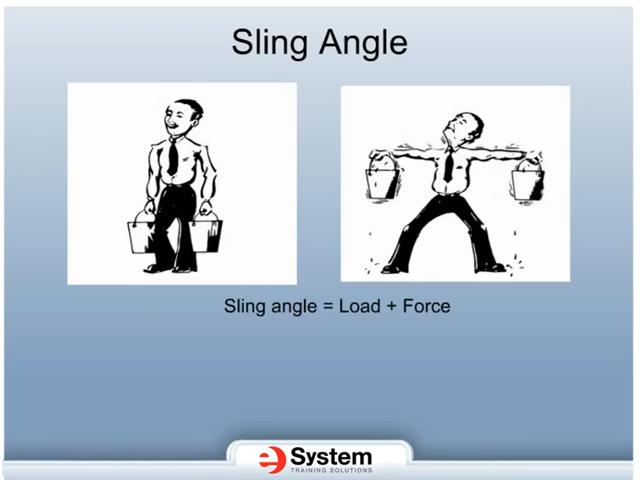 Sling Angle
Sling angle = Load + Force
System
TRAINING SOLUTIONS